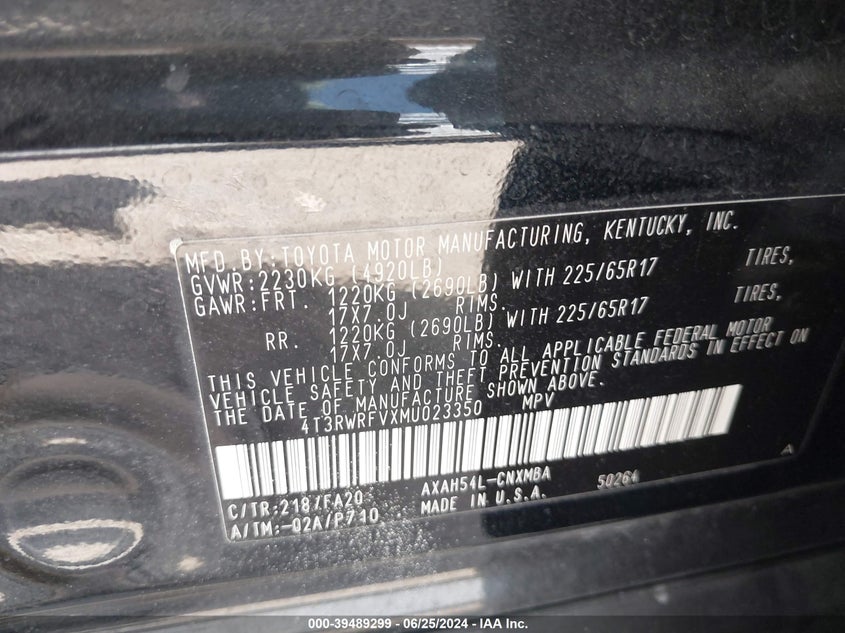 MFD.BY:TOYOTA MOTOR MANUFACTURING, KENTUCKY, INC.
GVWR:2230KG (4920LB)
GAWR:FRT. 1220KG (2690LB) WITH 225/65R17 TIRES,
17X7.0J RIMS.
RR. 1220KG (2690LB) WITH 225/65R17 TIRES,
17X7.0J RIMS.
THIS VEHICLE CONFORMS TO ALL APPLICABLE FEDERAL MOTOR
VEHICLE SAFETY AND THEFT PREVENTION STANDARDS IN EFFECT ON
THE DATE OF MANUFACTURE SHOWN ABOVE.
4T3RWRFVXMU023350 MPV
A
C/TR:218/FA20 AXAH54L-CNXMBA 50264
A/TM:-02A/P710 MADE IN U.S.A.
000-39489299 - 06/25/2024 - IAA Inc.